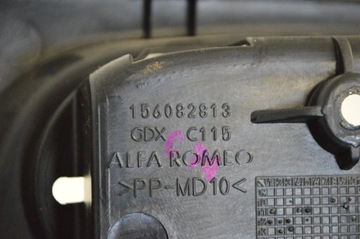 156082813
GDX C115
ALFA ROMEO
>PP-MD10<